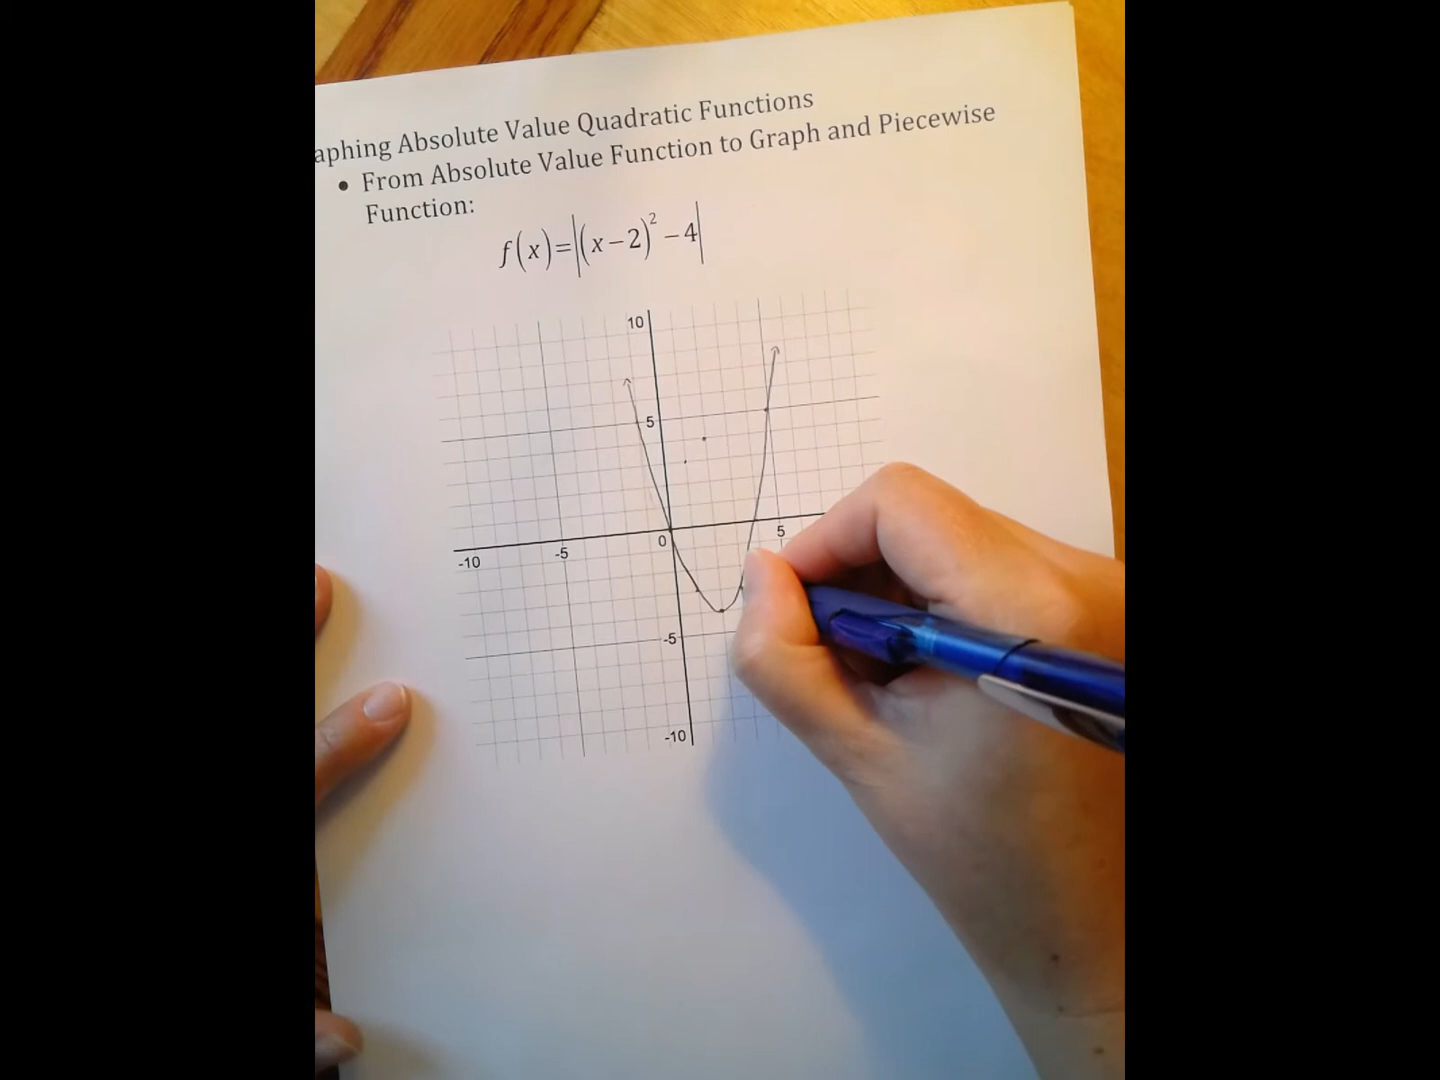 aphing Absolute Value Quadratic Functions
• From Absolute Value Function to Graph and Piecewise
Function:
f(x)=|(x−2)²−4|
10
5
-10 -5 0 5
-5
-10